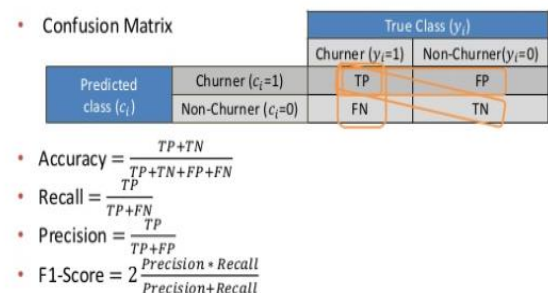 • Confusion Matrix
True Class (yᵢ)
Churner (yᵢ=1) Non-Churner(yᵢ=0)
Predicted class (cᵢ)
Churner (cᵢ=1) TP FP
Non-Churner (cᵢ=0) FN TN
• Accuracy = TP+TN / TP+TN+FP+FN
• Recall = TP / TP+FN
• Precision = TP / TP+FP
• F1-Score = 2 Precision * Recall / Precision+Recall